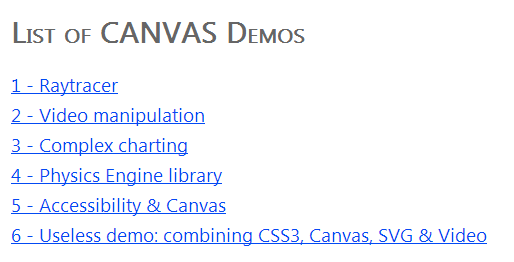 List of CANVAS Demos
1 - Raytracer
2 - Video manipulation
3 - Complex charting
4 - Physics Engine library
5 - Accessibility & Canvas
6 - Useless demo: combining CSS3, Canvas, SVG & Video